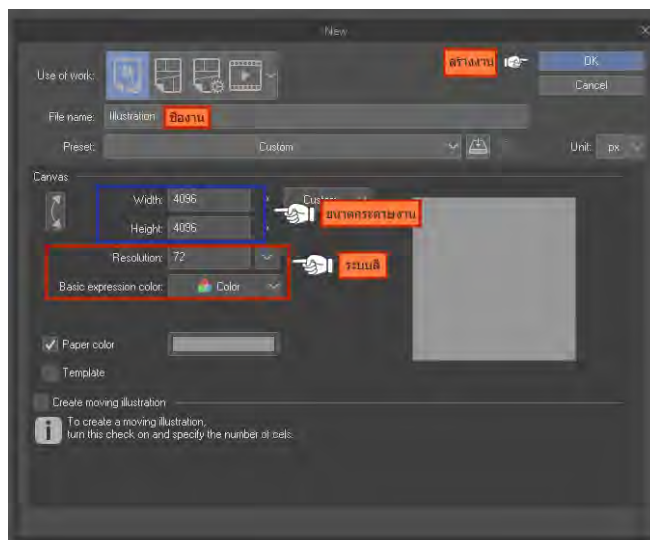 New
สร้างงาน
OK
Use of work:
Cancel
File name: Illustration ชื่องาน
Preset: Custom Unit: px
Canvas
Width: 4096
ขนาดกระดาษงาน
Height: 4096
Resolution: 72
ระบบสี
Basic expression color: Color
Paper color
Template
Create moving illustration
To create a moving illustration,
turn this check on and specify the number of cels.